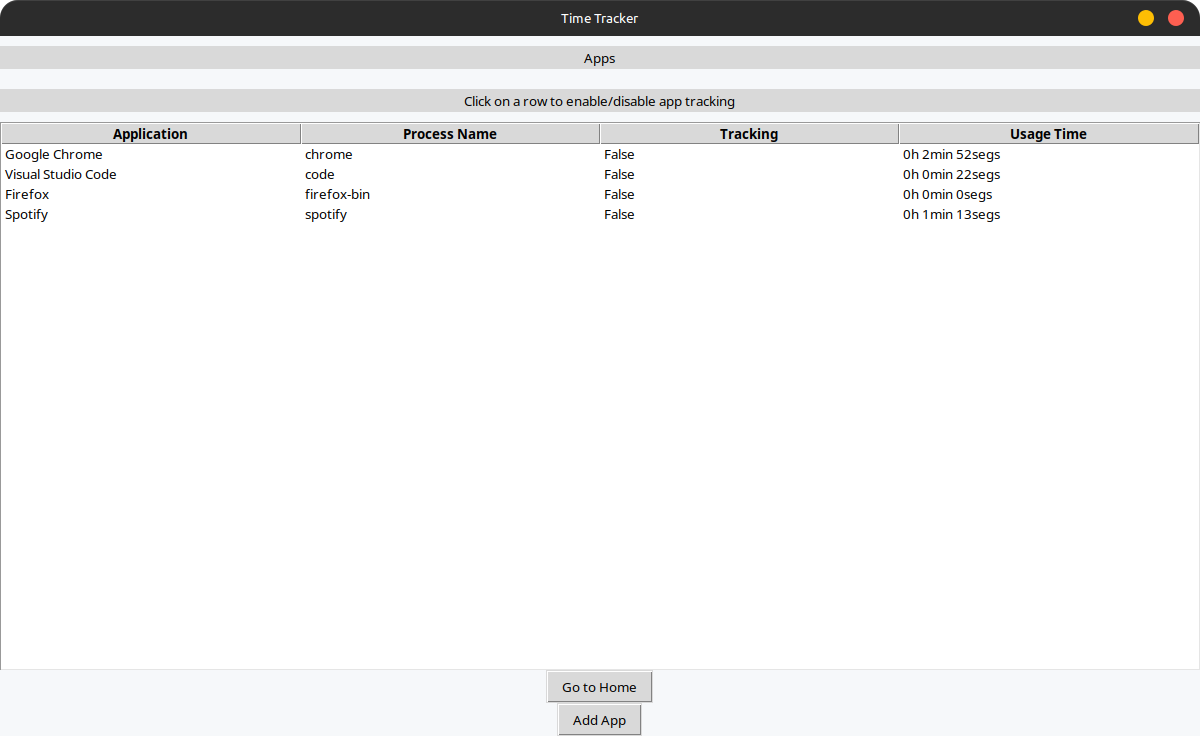 Time Tracker
Apps
Click on a row to enable/disable app tracking
Application Process Name Tracking Usage Time
Google Chrome chrome False 0h 2min 52segs
Visual Studio Code code False 0h 0min 22segs
Firefox firefox-bin False 0h 0min 0segs
Spotify spotify False 0h 1min 13segs
Go to Home
Add App